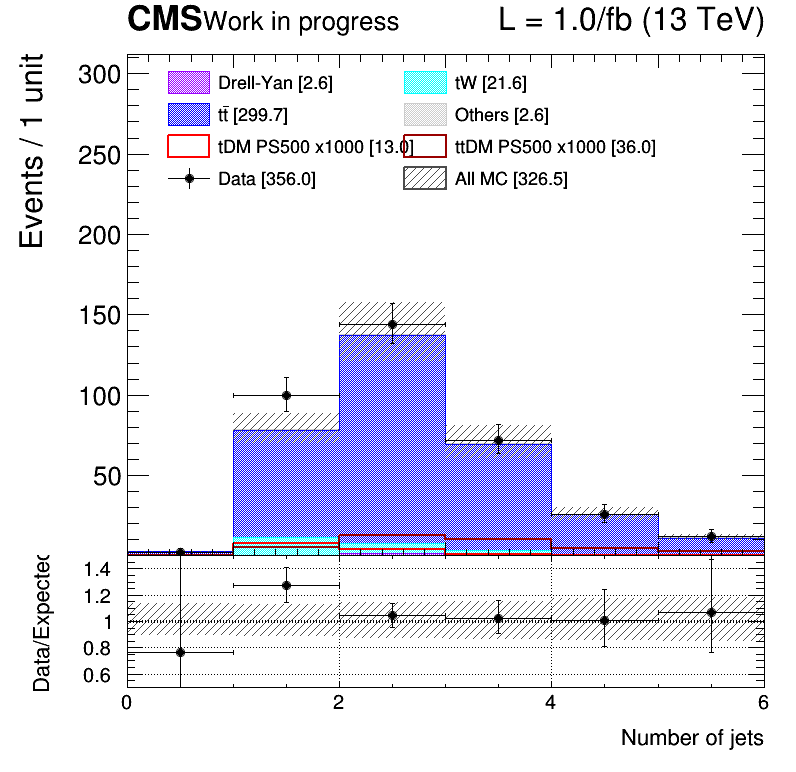 CMS Work in progress L = 1.0/fb (13 TeV)
Events / 1 unit
300
250
200
150
100
50
Drell-Yan [2.6] tW [21.6]
tt̄ [299.7] Others [2.6]
tDM PS500 x1000 [13.0] ttDM PS500 x1000 [36.0]
Data [356.0] All MC [326.5]
Data/Expected
1.4
1.2
1
0.8
0.6
0 2 4 6
Number of jets